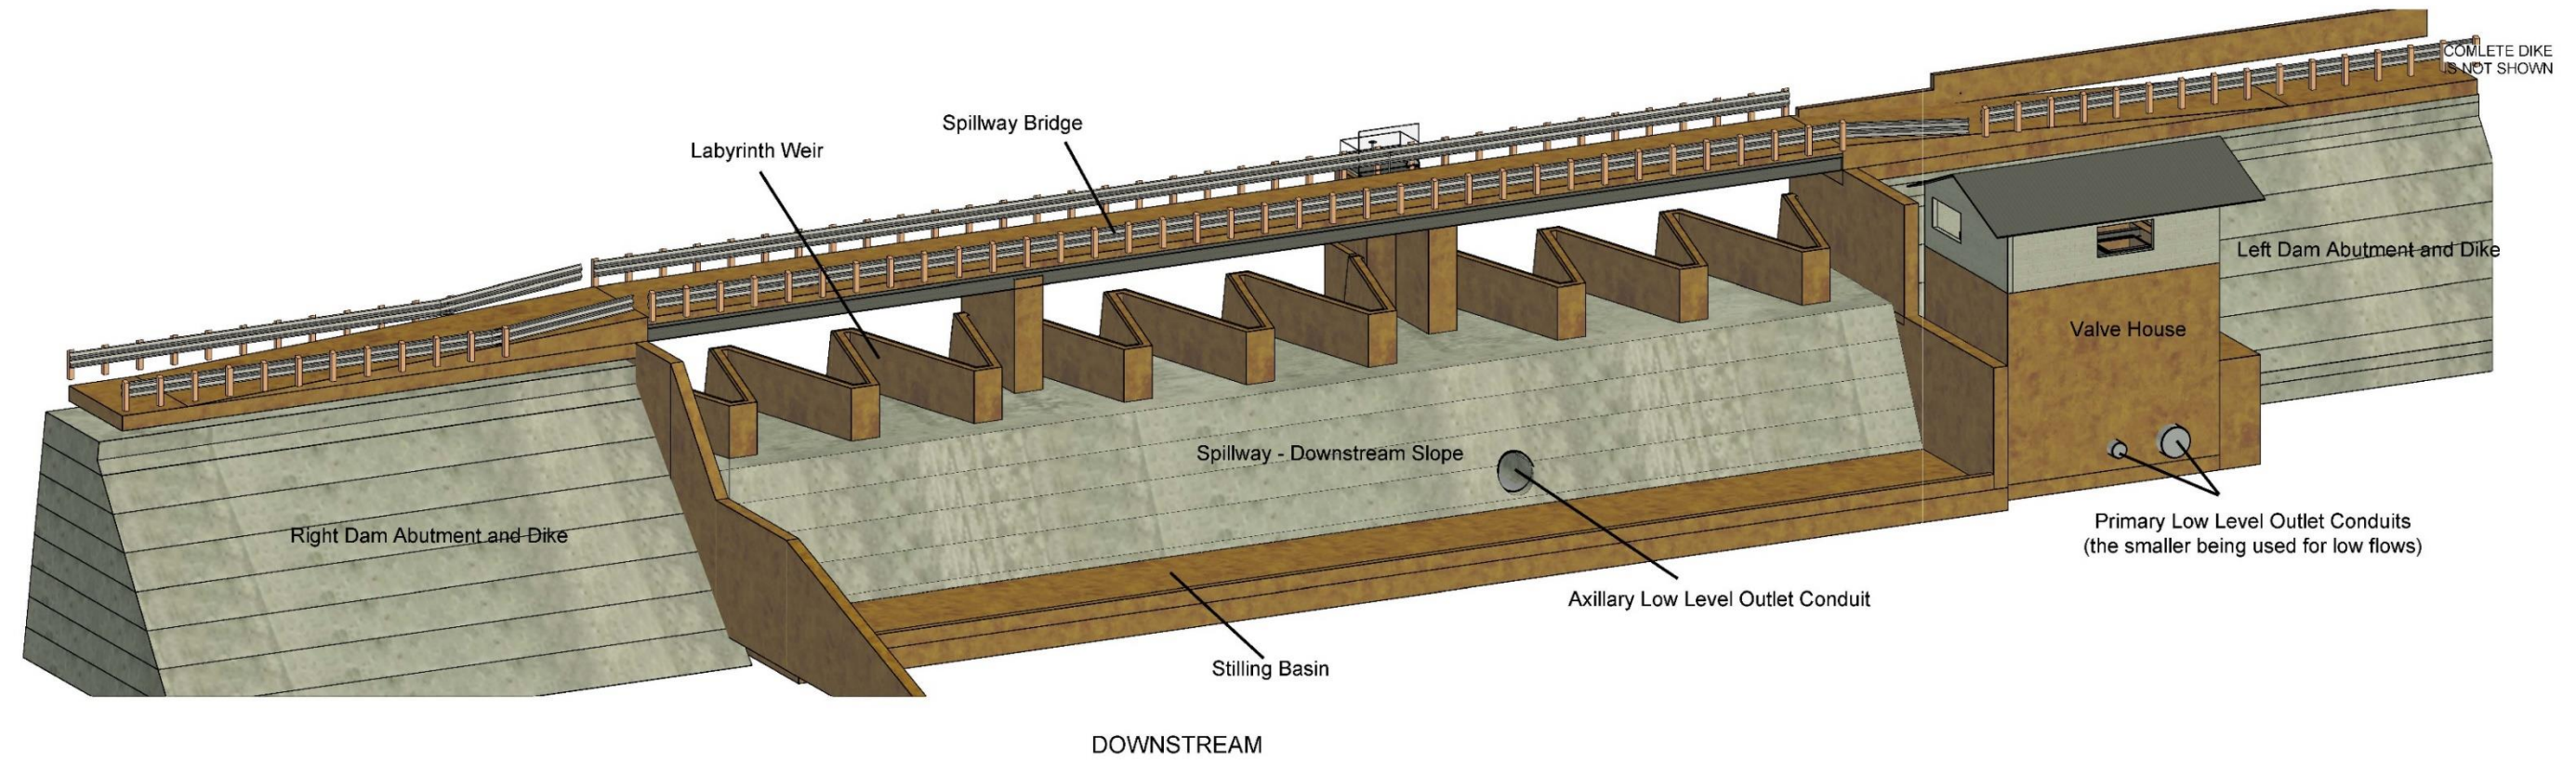 COMLETE DIKE
IS NOT SHOWN
Spillway Bridge
Labyrinth Weir
Left Dam Abutment and Dike
Valve House
Spillway - Downstream Slope
Right Dam Abutment and Dike
Primary Low Level Outlet Conduits
(the smaller being used for low flows)
Axillary Low Level Outlet Conduit
Stilling Basin
DOWNSTREAM